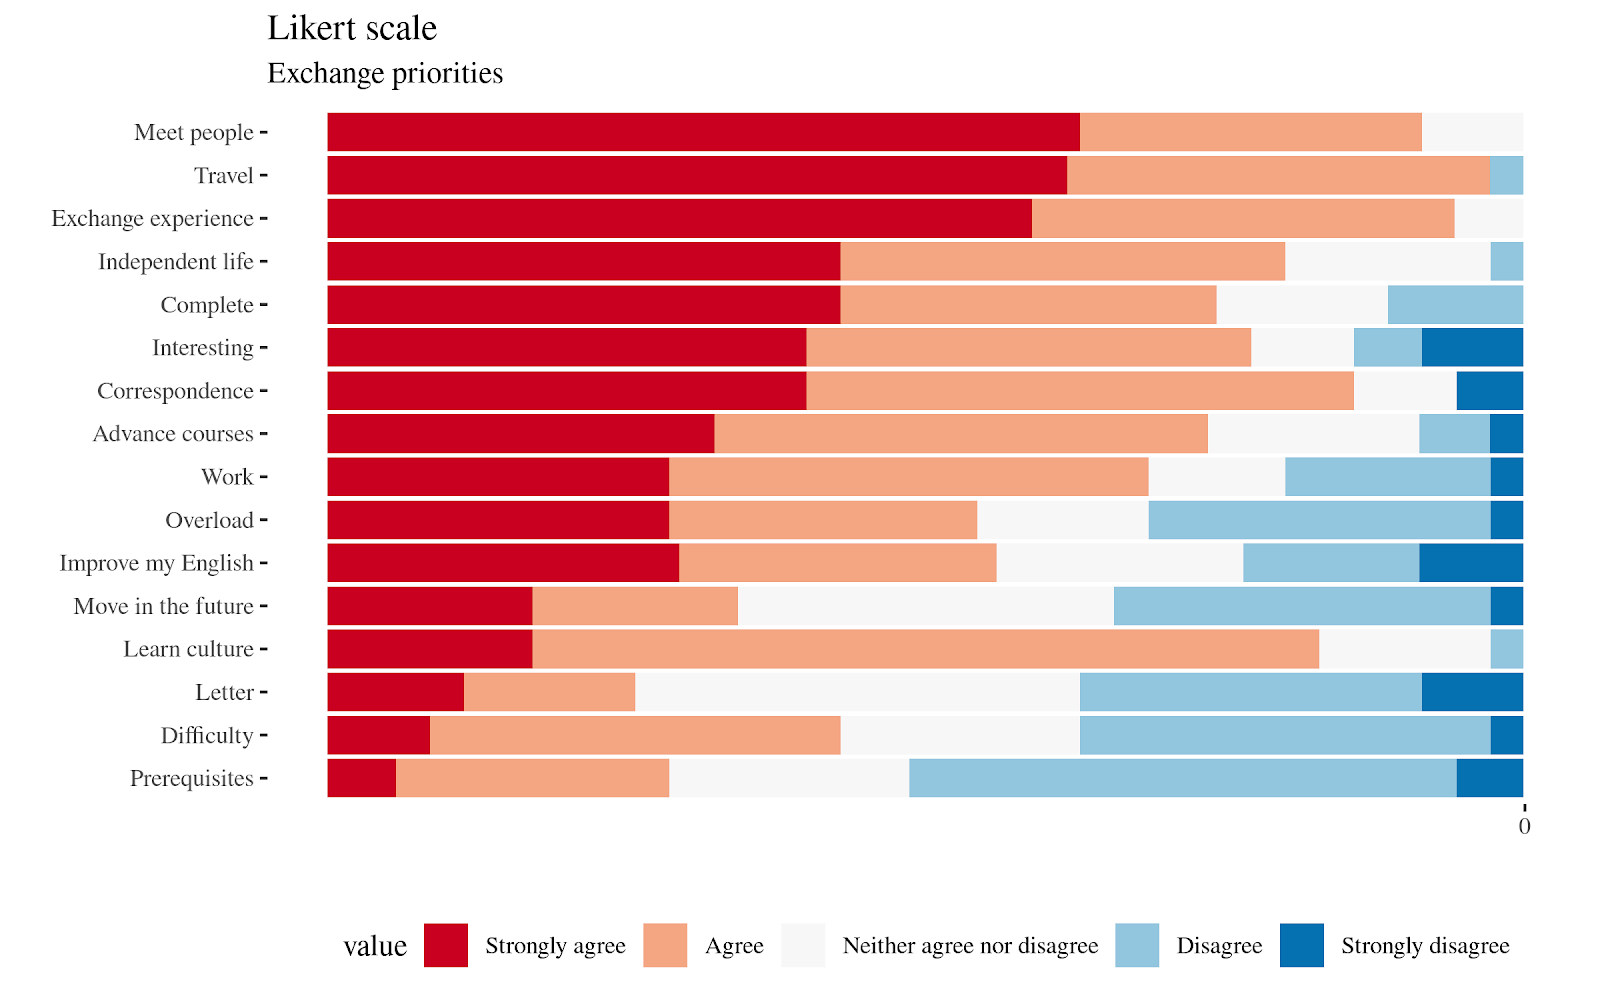 Likert scale
Exchange priorities
Meet people
Travel
Exchange experience
Independent life
Complete
Interesting
Correspondence
Advance courses
Work
Overload
Improve my English
Move in the future
Learn culture
Letter
Difficulty
Prerequisites
0
value Strongly agree Agree Neither agree nor disagree Disagree Strongly disagree